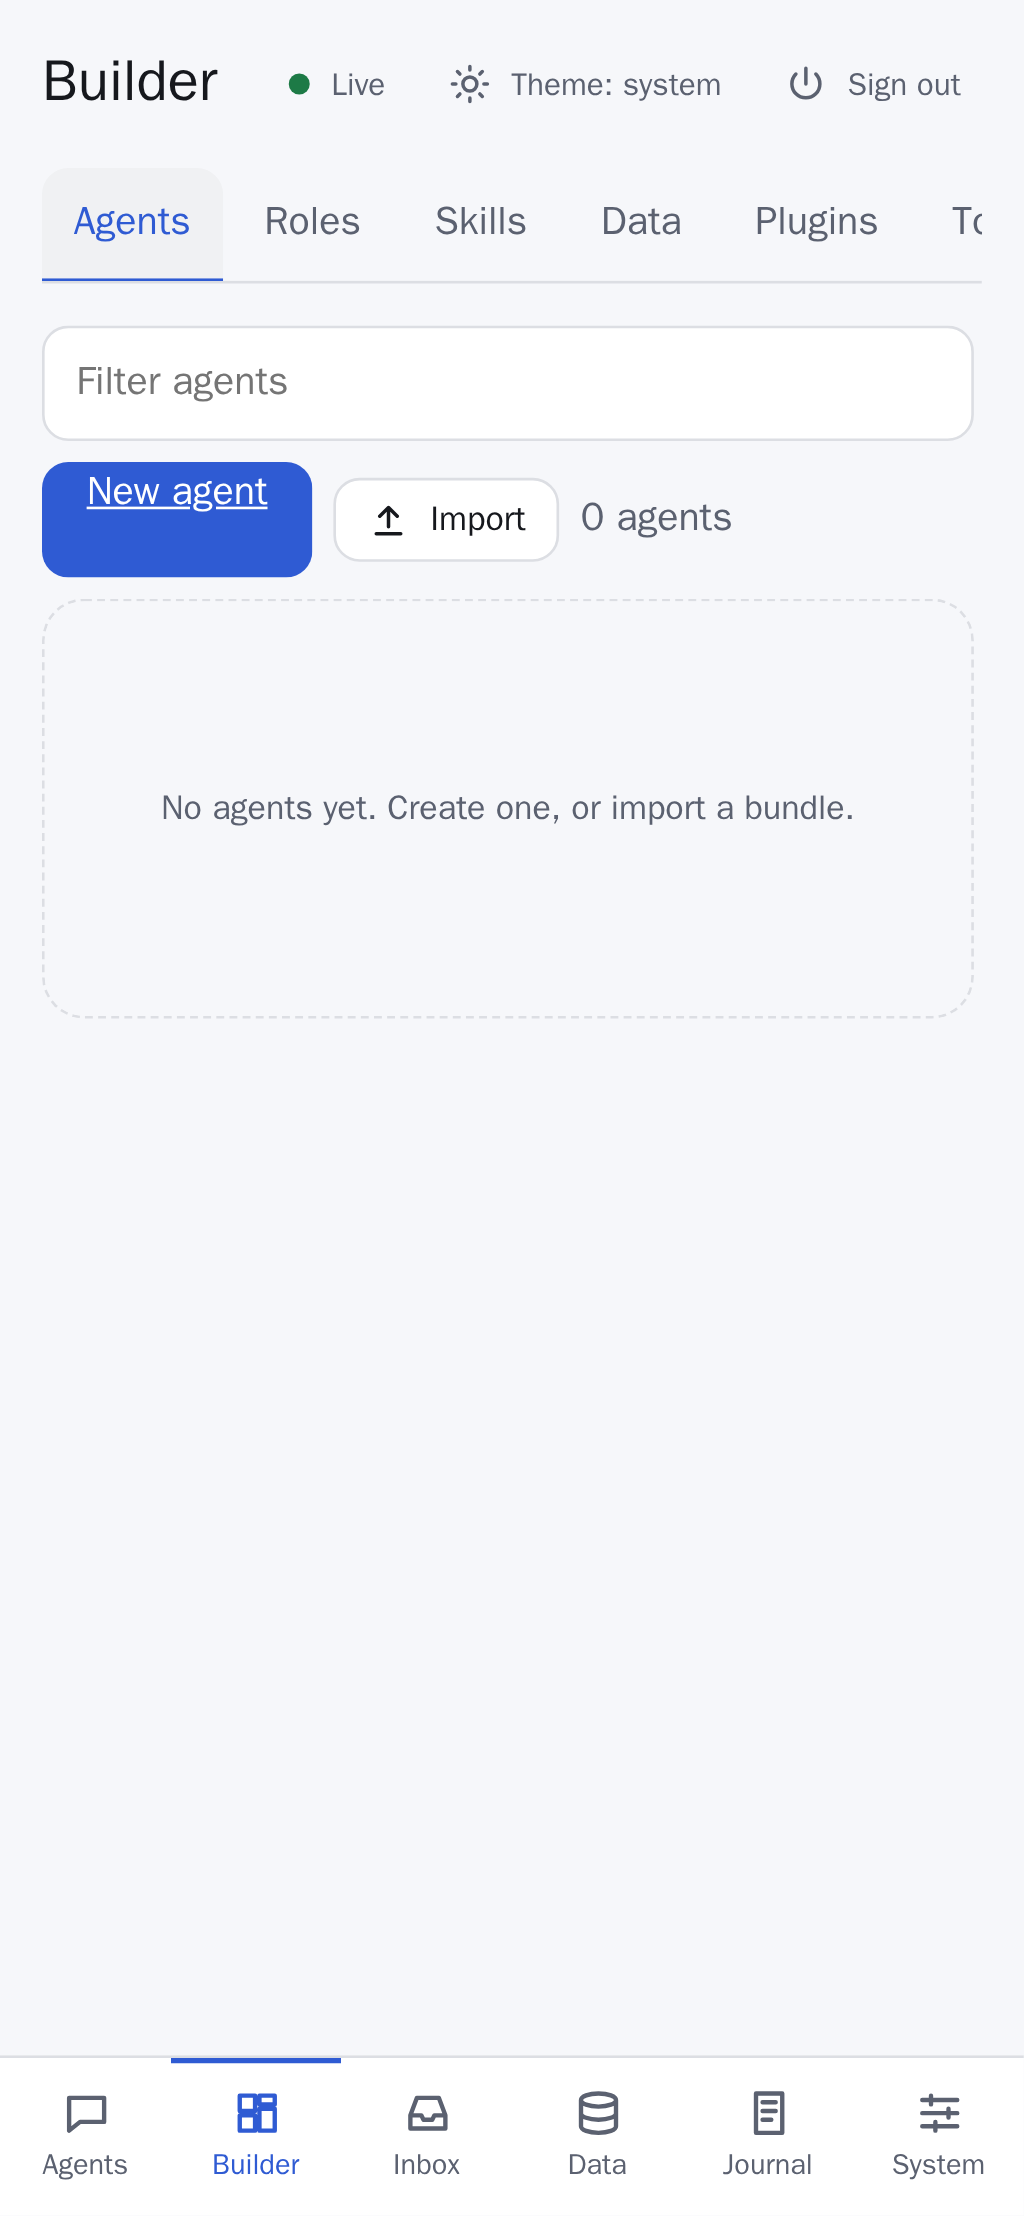 Builder Live Theme: system Sign out
Agents Roles Skills Data Plugins
Filter agents
New agent Import 0 agents
No agents yet. Create one, or import a bundle.
Agents Builder Inbox Data Journal System